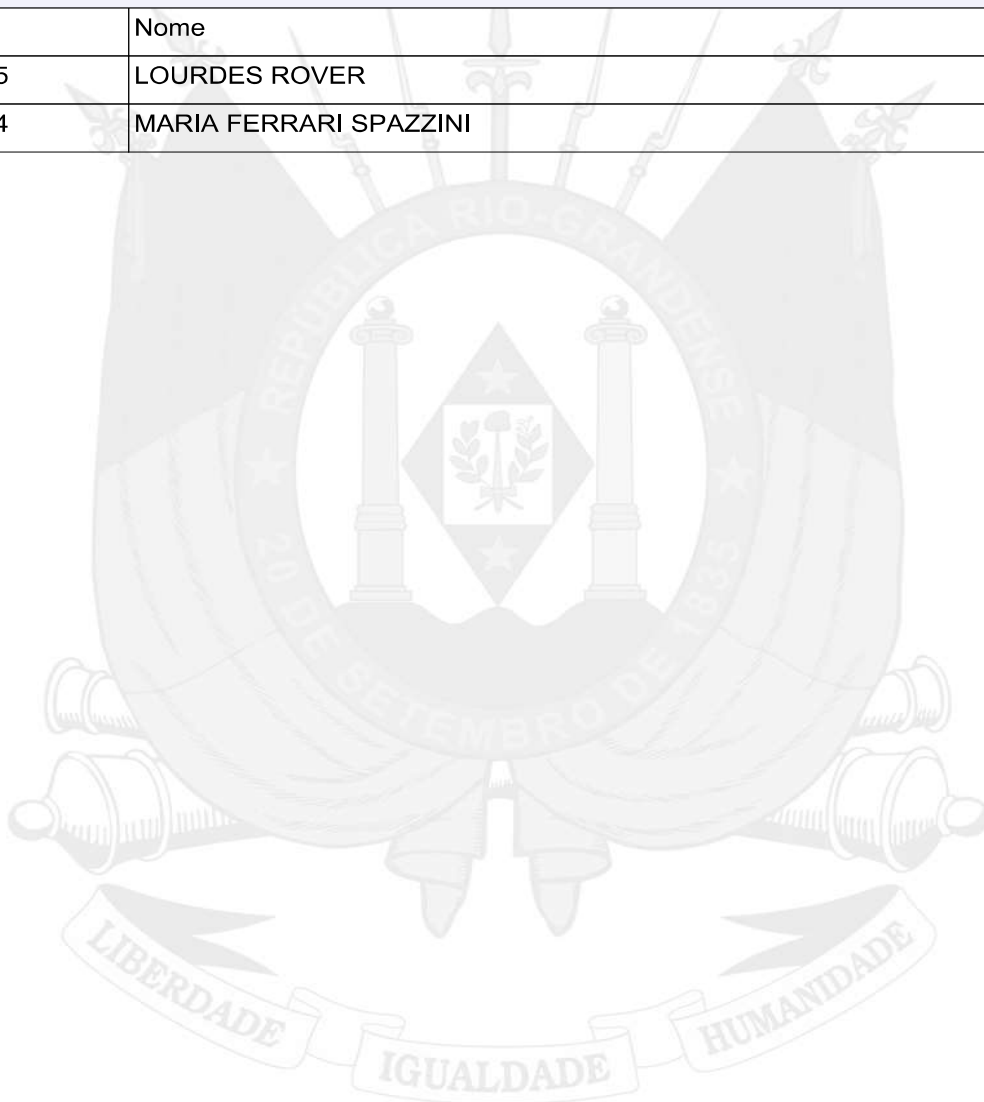 Nome
5 LOURDES ROVER
4 MARIA FERRARI SPAZZINI
REPUBLICA RIO-GRANDENSE
20 DE SETEMBRO DE 1835
LIBERDADE
IGUALDADE
HUMANIDADE